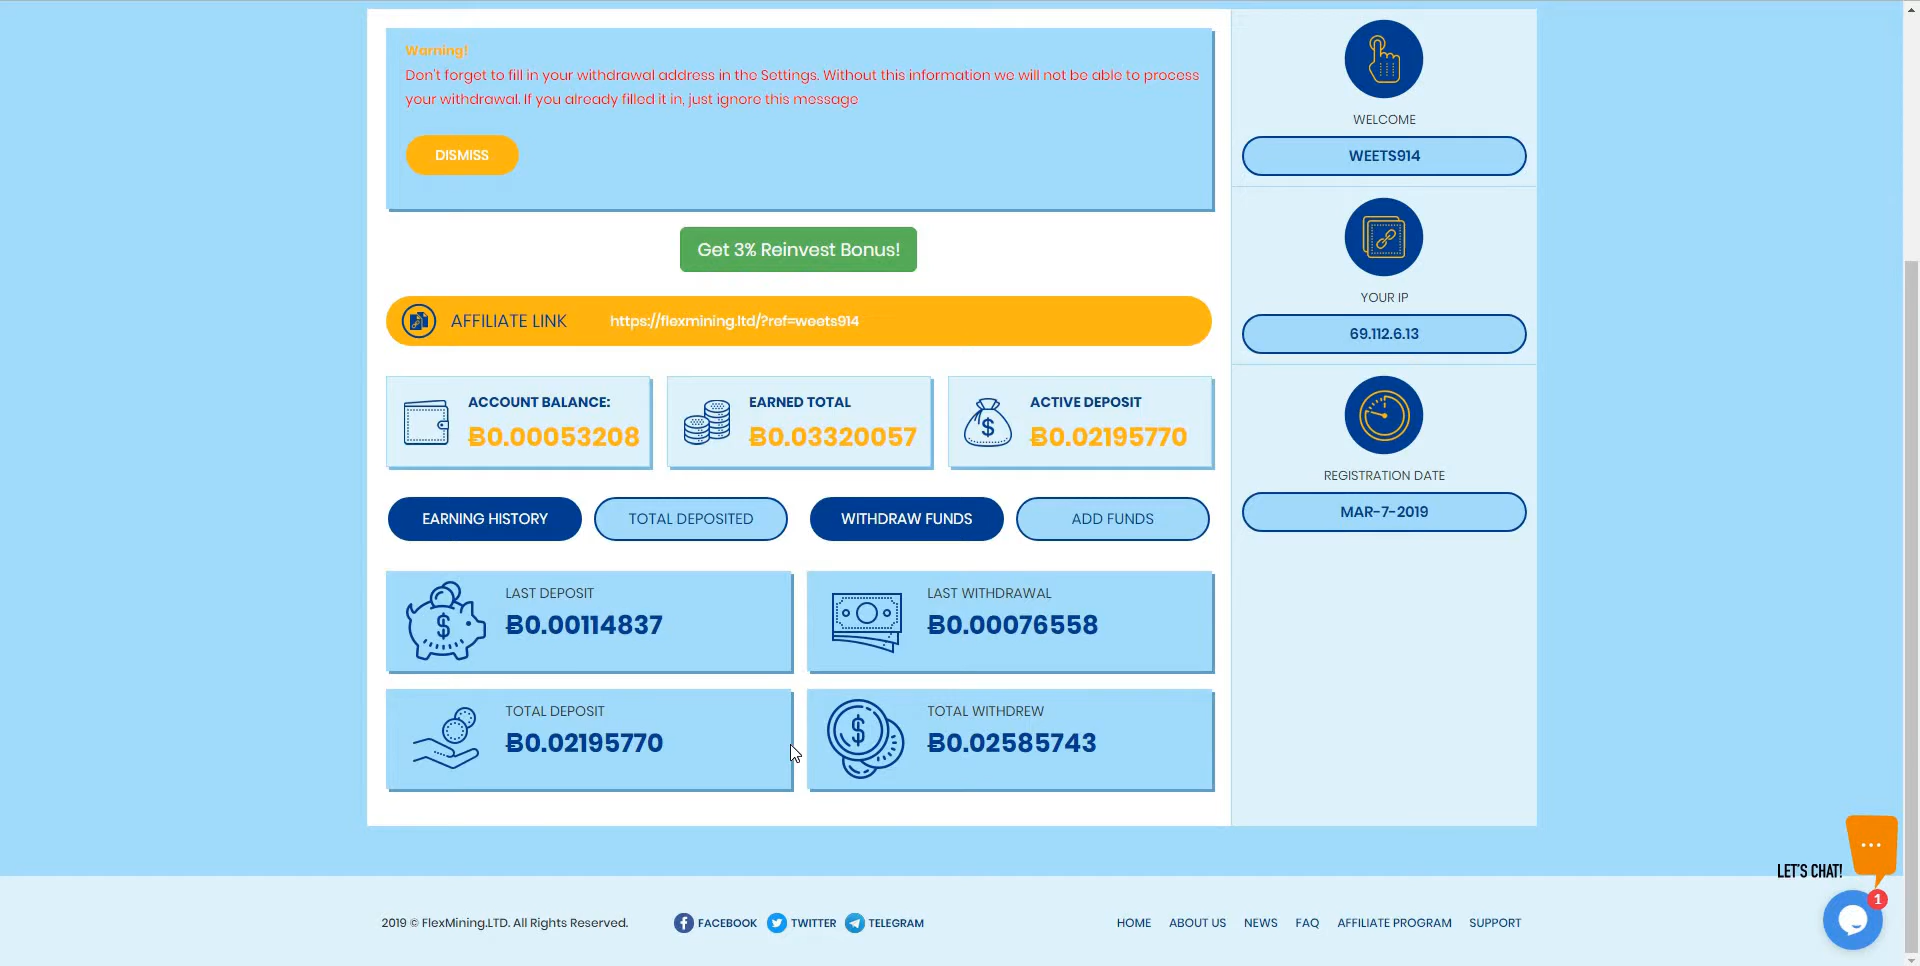 Warning!
Don't forget to fill in your withdrawal address in the Settings. Without this information we will not be able to process
your withdrawal. If you already filled it in, just ignore this message
DISMISS
Get 3% Reinvest Bonus!
AFFILIATE LINK
https://flexmining.ltd/?ref=weets914
ACCOUNT BALANCE:
Ƀ0.00053208
EARNED TOTAL
Ƀ0.03320057
ACTIVE DEPOSIT
Ƀ0.02195770
EARNING HISTORY
TOTAL DEPOSITED
WITHDRAW FUNDS
ADD FUNDS
LAST DEPOSIT
Ƀ0.00114837
LAST WITHDRAWAL
Ƀ0.00076558
TOTAL DEPOSIT
Ƀ0.02195770
TOTAL WITHDREW
Ƀ0.02585743
WELCOME
WEETS914
YOUR IP
69.112.6.13
REGISTRATION DATE
MAR-7-2019
LET'S CHAT!
1
2019 © FlexMining.LTD. All Rights Reserved.
FACEBOOK
TWITTER
TELEGRAM
HOME
ABOUT US
NEWS
FAQ
AFFILIATE PROGRAM
SUPPORT